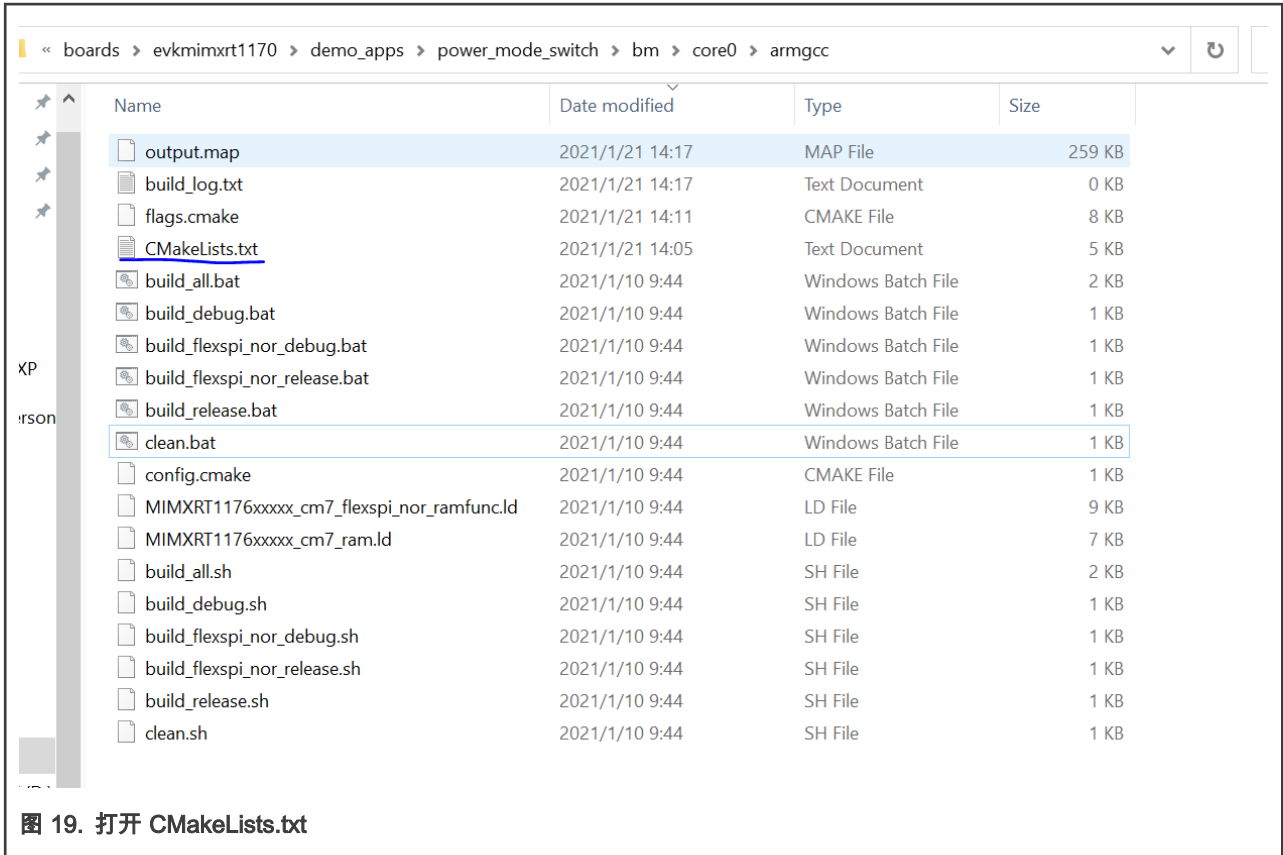 « boards > evkmimxrt1170 > demo_apps > power_mode_switch > bm > core0 > armgcc
Name Date modified Type Size
output.map 2021/1/21 14:17 MAP File 259 KB
build_log.txt 2021/1/21 14:17 Text Document 0 KB
flags.cmake 2021/1/21 14:11 CMAKE File 8 KB
CMakeLists.txt 2021/1/21 14:05 Text Document 5 KB
build_all.bat 2021/1/10 9:44 Windows Batch File 2 KB
build_debug.bat 2021/1/10 9:44 Windows Batch File 1 KB
build_flexspi_nor_debug.bat 2021/1/10 9:44 Windows Batch File 1 KB
XP
build_flexspi_nor_release.bat 2021/1/10 9:44 Windows Batch File 1 KB
erson
build_release.bat 2021/1/10 9:44 Windows Batch File 1 KB
clean.bat 2021/1/10 9:44 Windows Batch File 1 KB
config.cmake 2021/1/10 9:44 CMAKE File 1 KB
MIMXRT1176xxxxx_cm7_flexspi_nor_ramfunc.ld 2021/1/10 9:44 LD File 9 KB
MIMXRT1176xxxxx_cm7_ram.ld 2021/1/10 9:44 LD File 7 KB
build_all.sh 2021/1/10 9:44 SH File 2 KB
build_debug.sh 2021/1/10 9:44 SH File 1 KB
build_flexspi_nor_debug.sh 2021/1/10 9:44 SH File 1 KB
build_flexspi_nor_release.sh 2021/1/10 9:44 SH File 1 KB
build_release.sh 2021/1/10 9:44 SH File 1 KB
clean.sh 2021/1/10 9:44 SH File 1 KB
图 19. 打开 CMakeLists.txt